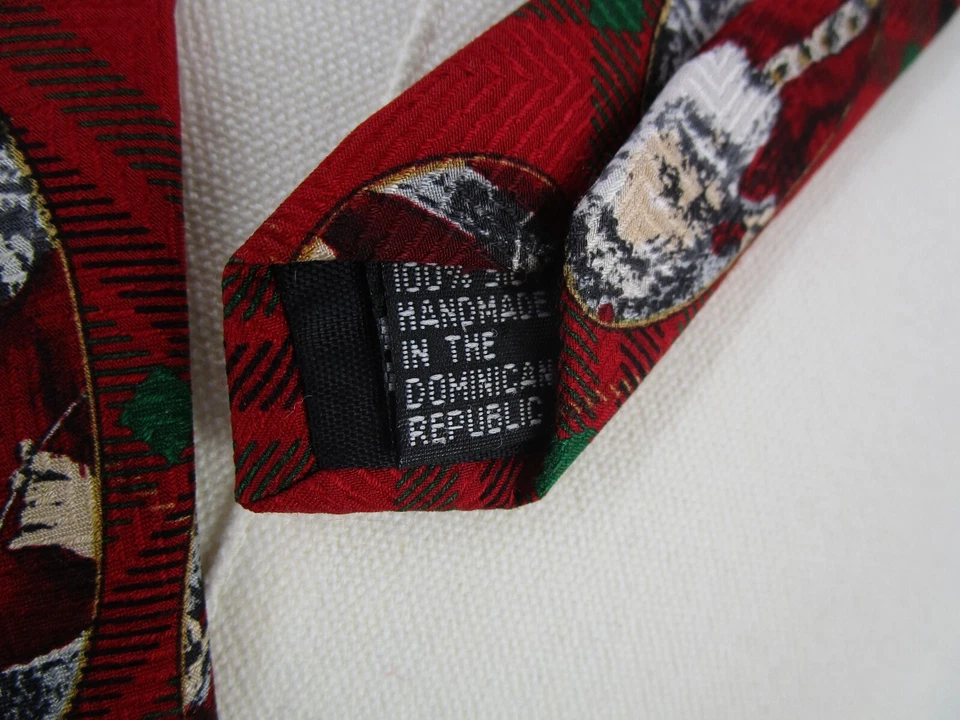 100%
HANDMADE
IN THE
DOMINICAN
REPUBLIC